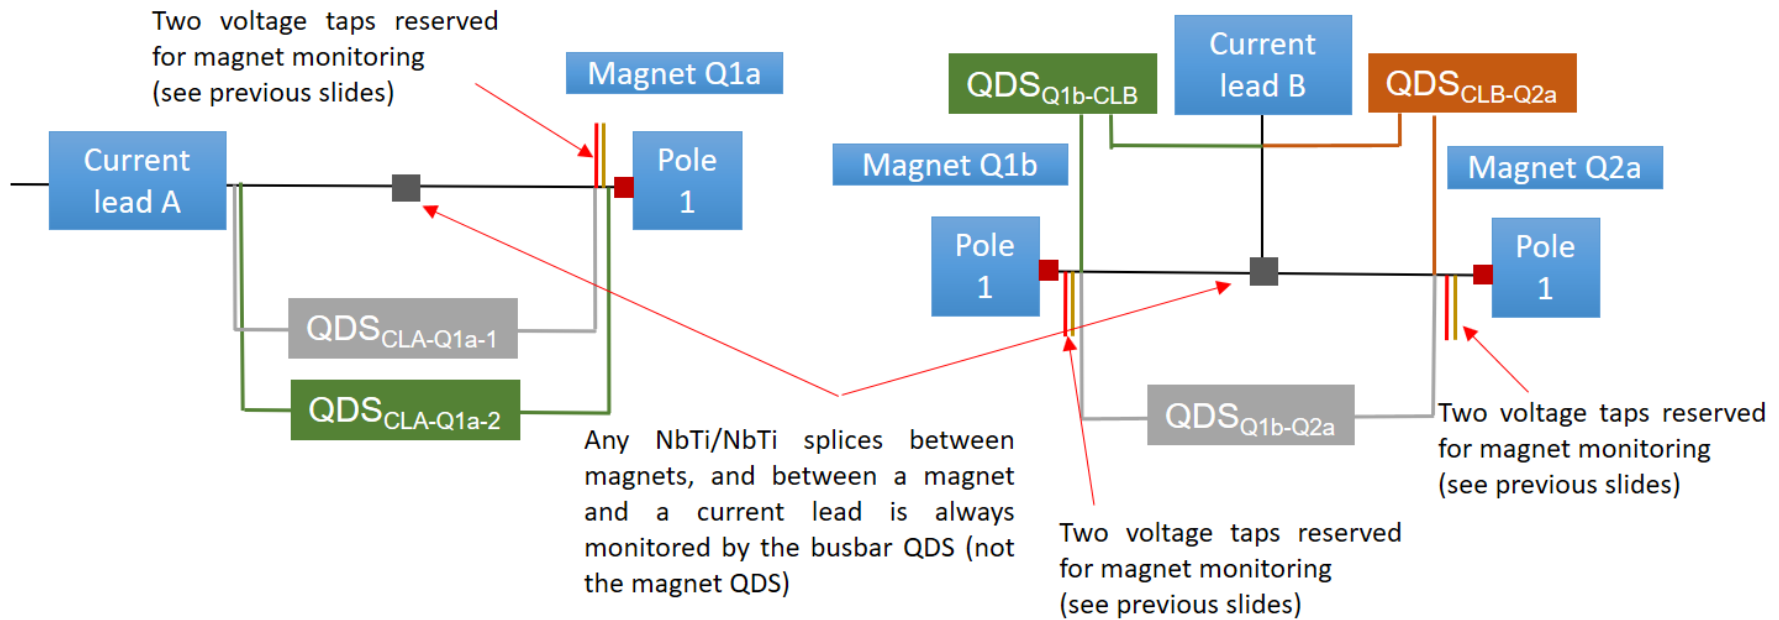 Two voltage taps reserved
for magnet monitoring
(see previous slides)
Magnet Q1a
Current
lead A
Pole
1
QDSCLA-Q1a-1
QDSCLA-Q1a-2
Any NbTi/NbTi splices between
magnets, and between a magnet
and a current lead is always
monitored by the busbar QDS (not
the magnet QDS)
QDSQ1b-CLB
Current
lead B
QDSCLB-Q2a
Magnet Q1b
Magnet Q2a
Pole
1
Pole
1
QDSQ1b-Q2a
Two voltage taps reserved
for magnet monitoring
(see previous slides)
Two voltage taps reserved
for magnet monitoring
(see previous slides)